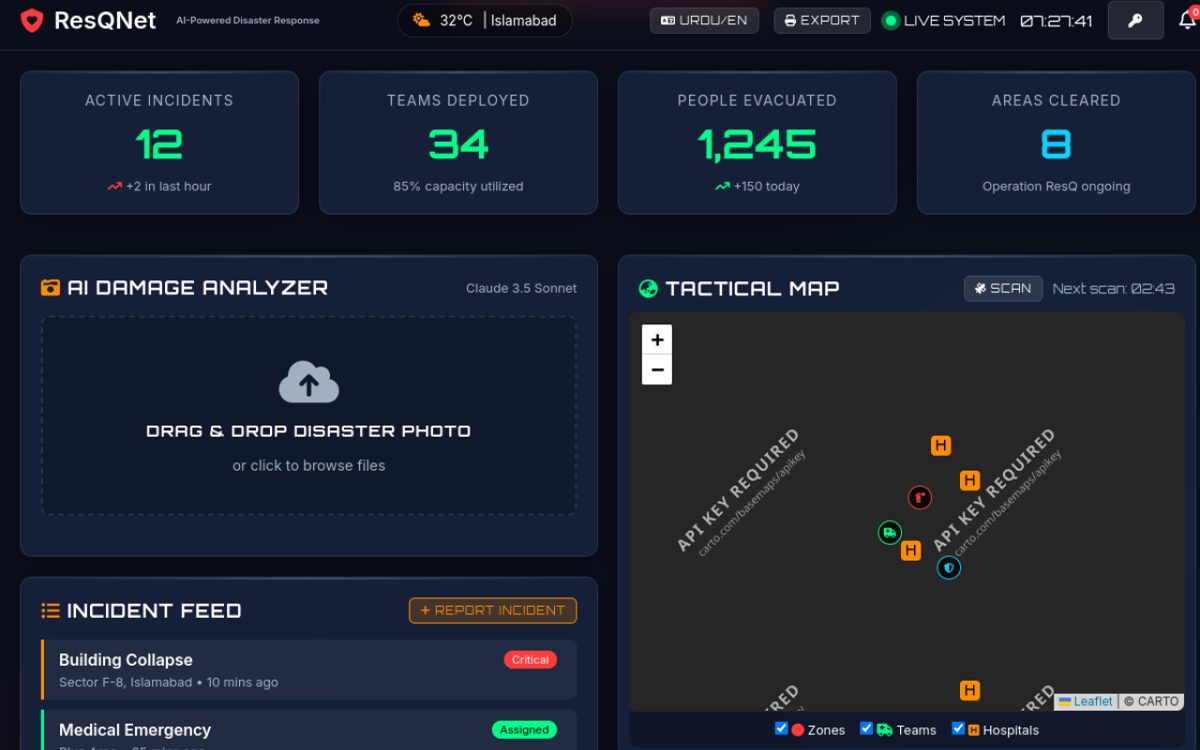 ResQNet
AI-Powered Disaster Response
32°C | Islamabad
URDU/EN
EXPORT
LIVE SYSTEM
07:27:41
0
ACTIVE INCIDENTS
12
+2 in last hour
TEAMS DEPLOYED
34
85% capacity utilized
PEOPLE EVACUATED
1,245
+150 today
AREAS CLEARED
8
Operation ResQ ongoing
AI DAMAGE ANALYZER
Claude 3.5 Sonnet
DRAG & DROP DISASTER PHOTO
or click to browse files
INCIDENT FEED
+ REPORT INCIDENT
Building Collapse
Critical
Sector F-8, Islamabad • 10 mins ago
Medical Emergency
Assigned
TACTICAL MAP
SCAN
Next scan: 02:43
+
−
API KEY REQUIRED
carto.com/basemaps/apikey
API KEY REQUIRED
carto.com/basemaps/apikey
H
H
H
H
Leaflet | © CARTO
Zones
Teams
H Hospitals